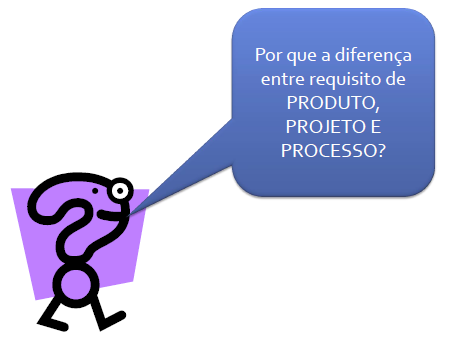 Por que a diferença
entre requisito de
PRODUTO,
PROJETO E
PROCESSO?